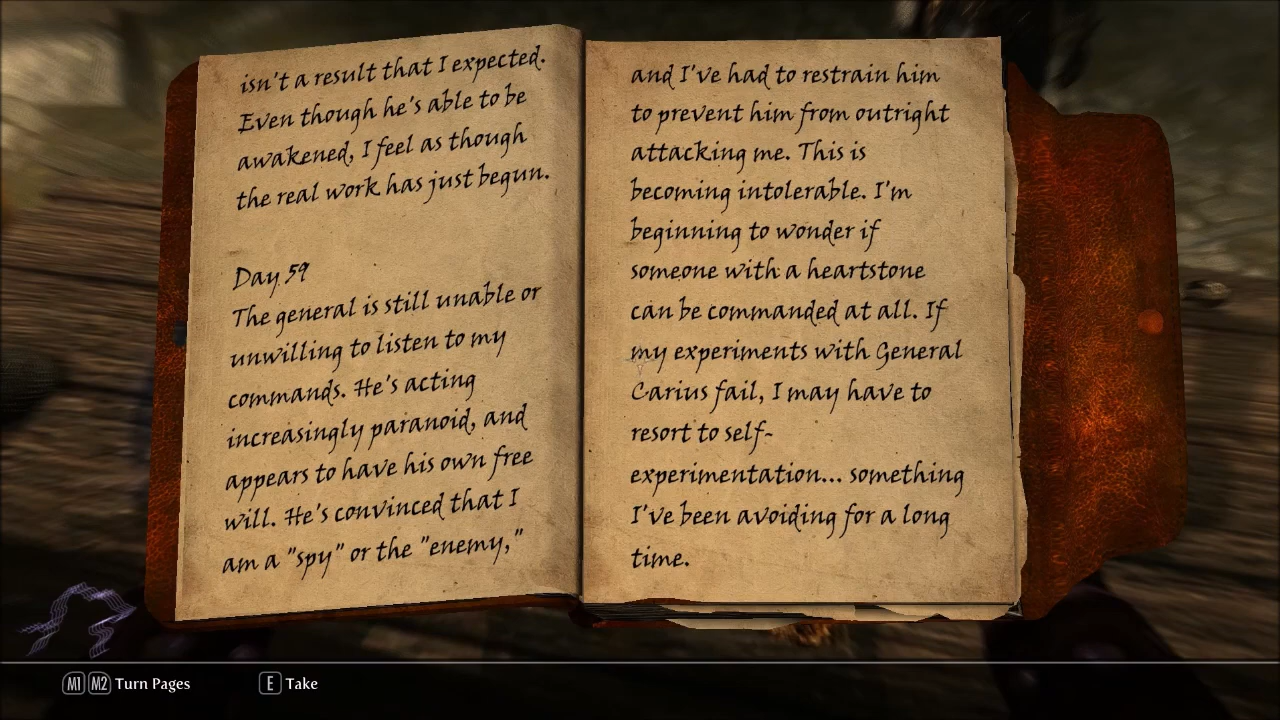 isn't a result that I expected.
Even though he's able to be
awakened, I feel as though
the real work has just begun.
Day 59
The general is still unable or
unwilling to listen to my
commands. He's acting
increasingly paranoid, and
appears to have his own free
will. He's convinced that I
am a "spy" or the "enemy,"
and I've had to restrain him
to prevent him from outright
attacking me. This is
becoming intolerable. I'm
beginning to wonder if
someone with a heartstone
can be commanded at all. If
my experiments with General
Carius fail, I may have to
resort to self-
experimentation... something
I've been avoiding for a long
time.
M1 M2 Turn Pages
E Take